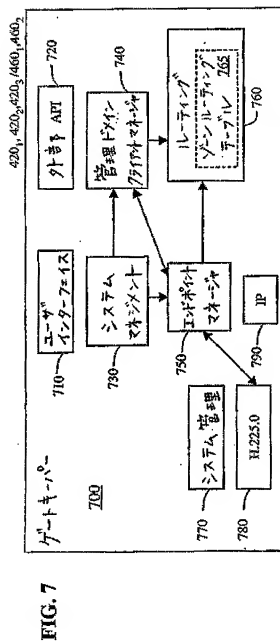 FIG. 7
420₁, 420₂, 420₃ /460₁, 460₂
ゲートキーパー
700
ユーザ
インターフェイス
710
外部 API
720
システム
マネジメント
730
管理ドメイン
クライアントマネージャ
740
エンドポイント
マネージャ
750
ルーティング
ゾーンルーティング
テーブル
765
760
システム管理
770
H.225.0
780
IP
790